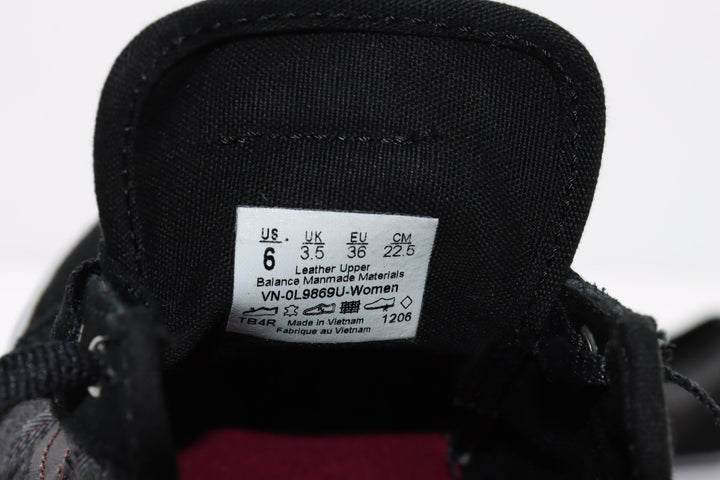 US. UK EU CM
6 3.5 36 22.5
Leather Upper
Balance Manmade Materials
VN-0L9869U-Women
TB4R Made in Vietnam 1206
Fabrique au Vietnam